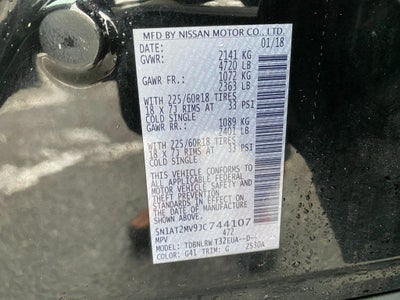 MFD BY NISSAN MOTOR CO., LTD.
DATE: 01/18
GVWR: 2141 KG
4720 LB
GAWR FR.: 1072 KG
2363 LB
WITH 225/60R18 TIRES
18 X 7J RIMS AT 33 PSI
COLD SINGLE
GAWR RR.: 1089 KG
2401 LB
WITH 225/60R18 TIRES
18 X 7J RIMS AT 33 PSI
COLD SINGLE
THIS VEHICLE CONFORMS TO
ALL APPLICABLE FEDERAL
MOTOR VEHICLE SAFETY
AND THEFT PREVENTION
STANDARDS IN EFFECT ON
THE DATE OF MANUFACTURE
SHOWN ABOVE.
5N1AT2MV9JC744107
MPV 472
MODEL: TDBNLRW T32EUA--D--
COLOR: G41 TRIM: G Z530A